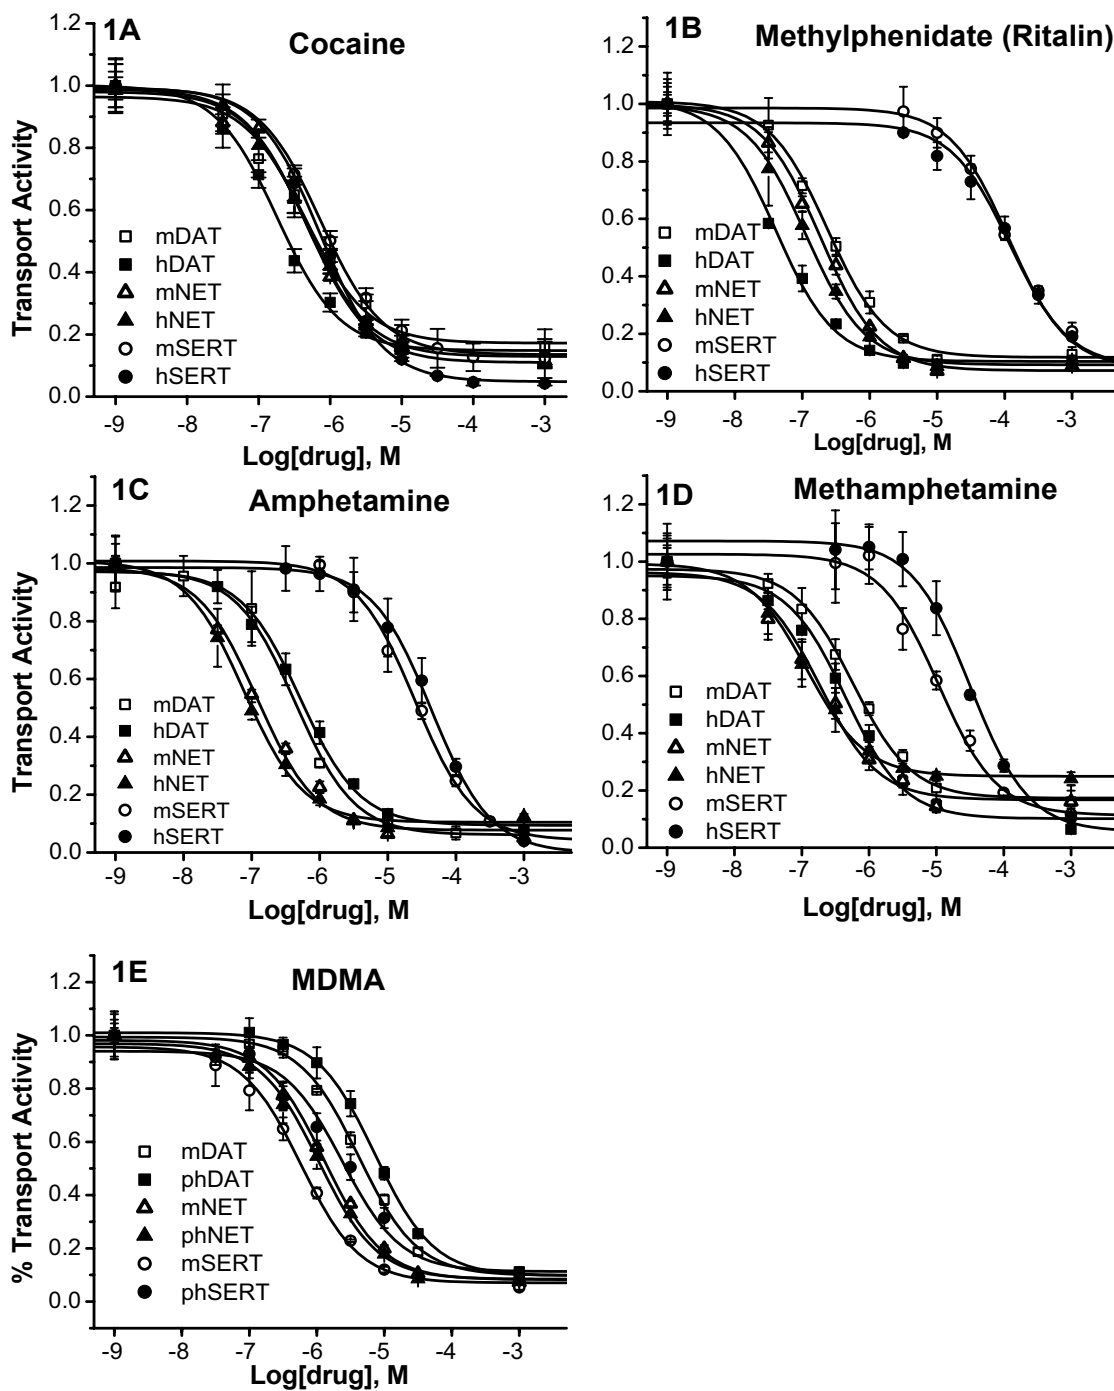 1A
Cocaine
Transport Activity
1.2
1.0
0.8
0.6
0.4
0.2
0.0
mDAT
hDAT
mNET
hNET
mSERT
hSERT
-9 -8 -7 -6 -5 -4 -3
Log[drug], M
1B
Methylphenidate (Ritalin)
1.2
1.0
0.8
0.6
0.4
0.2
0.0
mDAT
hDAT
mNET
hNET
mSERT
hSERT
-9 -8 -7 -6 -5 -4 -3
Log[drug], M
1C
Amphetamine
Transport Activity
1.2
1.0
0.8
0.6
0.4
0.2
0.0
mDAT
hDAT
mNET
hNET
mSERT
hSERT
-9 -8 -7 -6 -5 -4 -3
Log[drug], M
1D
Methamphetamine
1.2
1.0
0.8
0.6
0.4
0.2
0.0
mDAT
hDAT
mNET
hNET
mSERT
hSERT
-9 -8 -7 -6 -5 -4 -3
Log[drug], M
1E
MDMA
% Transport Activity
1.2
1.0
0.8
0.6
0.4
0.2
0.0
mDAT
phDAT
mNET
phNET
mSERT
phSERT
-9 -8 -7 -6 -5 -4 -3
Log[drug], M